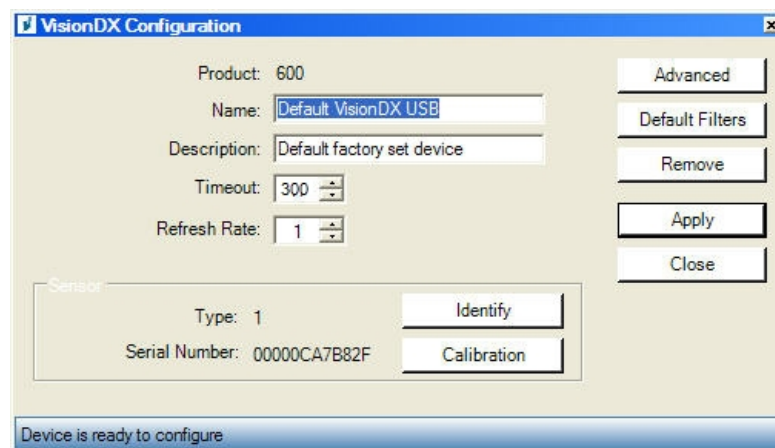 VisionDX Configuration
Product: 600
Name: Default VisionDX USB
Description: Default factory set device
Timeout: 300
Refresh Rate: 1
Advanced
Default Filters
Remove
Apply
Close
Sensor
Type: 1
Identify
Serial Number: 00000CA7B82F
Calibration
Device is ready to configure